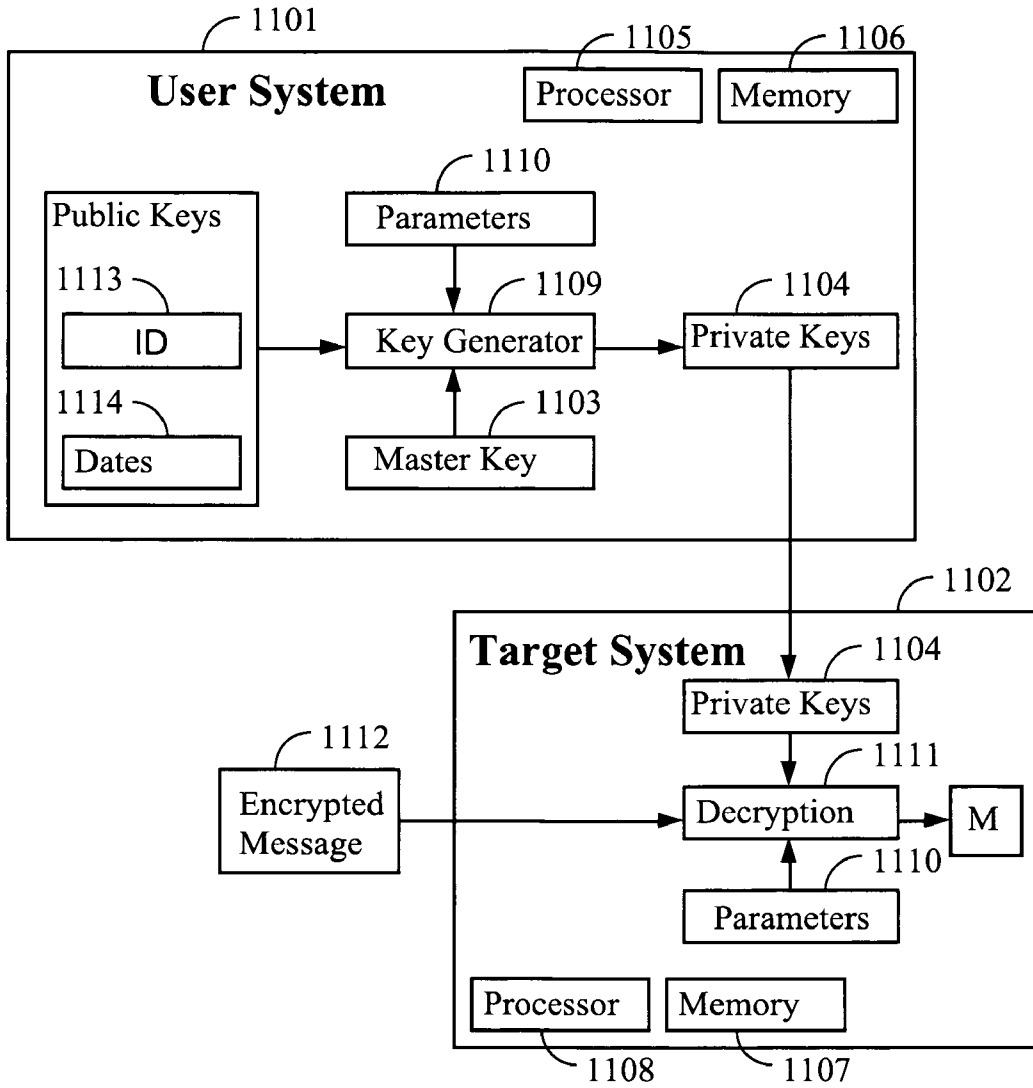 1101
1105
1106
User System
Processor
Memory
1110
Public Keys
Parameters
1113
1109
1104
ID
Key Generator
Private Keys
1114
1103
Dates
Master Key
1102
Target System
1104
Private Keys
1112
1111
Encrypted
Message
Decryption
M
1110
Parameters
Processor
Memory
1108
1107